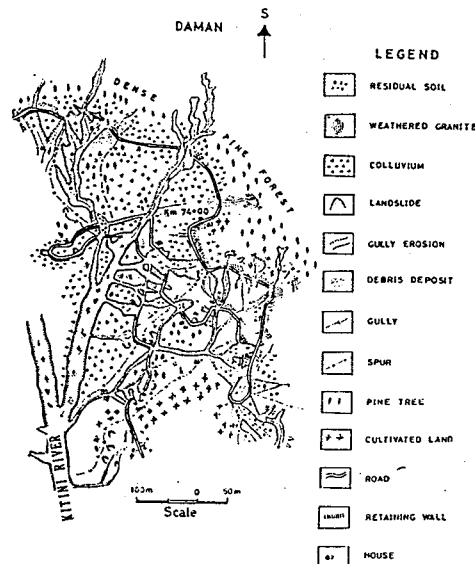 DAMAN
S
LEGEND
RESIDUAL SOIL
WEATHERED GRANITE
COLLUVIUM
LANDSLIDE
GULLY EROSION
DEBRIS DEPOSIT
GULLY
SPUR
PINE TREE
CULTIVATED LAND
ROAD
RETAINING WALL
HOUSE
DENSE PINE FOREST
Km 74+00
KITINI RIVER
100m 0 50m
Scale